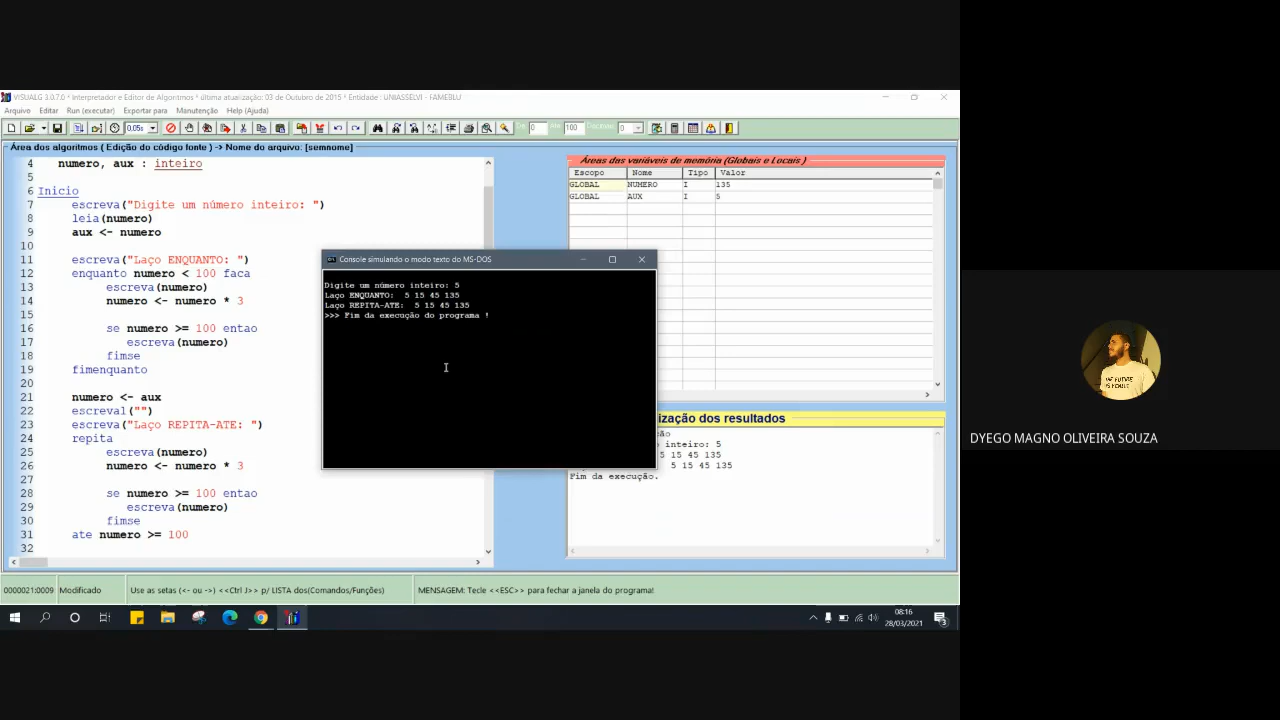 VISUALG 3.0.7.0 * Interpretador e Editor de Algoritmos * última atualização: 03 de Outubro de 2015 * Entidade : UNIASSELVI - FAMEBLU
Arquivo Editar Run (executar) Exportar para Manutenção Help (Ajuda)
0.05s De 0 Até 100 0
Área dos algoritmos ( Edição do código fonte ) -> Nome do arquivo: [semnome]
4 numero, aux : inteiro
5
6 Inicio
7 escreva("Digite um número inteiro: ")
8 leia(numero)
9 aux <- numero
10
11 escreva("Laço ENQUANTO: ")
12 enquanto numero < 100 faca
13 escreva(numero)
14 numero <- numero * 3
16 se numero >= 100 entao
17 escreva(numero)
18 fimse
19 fimenquanto
20
21 numero <- aux
22 escreval("")
23 escreva("Laço REPITA-ATE: ")
24 repita
25 escreva(numero)
26 numero <- numero * 3
27
28 se numero >= 100 entao
29 escreva(numero)
30 fimse
31 ate numero >= 100
32
Áreas das variáveis de memória (Globais e Locais )
Escopo Nome Tipo Valor
GLOBAL NUMERO I 135
GLOBAL AUX I 5
Console simulando o modo texto do MS-DOS
Digite um número inteiro: 5
Laço ENQUANTO: 5 15 45 135
Laço REPITA-ATE: 5 15 45 135
>>> Fim da execução do programa !
ização dos resultados
ão
inteiro: 5
5 15 45 135
5 15 45 135
Fim da execução.
0000021:0009 Modificado Use as setas (<- ou ->) <<Ctrl J>> p/ LISTA dos(Comandos/Funções) MENSAGEM: Tecle <<ESC>> para fechar a janela do programa!
08:16
28/03/2021
3
DYEGO MAGNO OLIVEIRA SOUZA